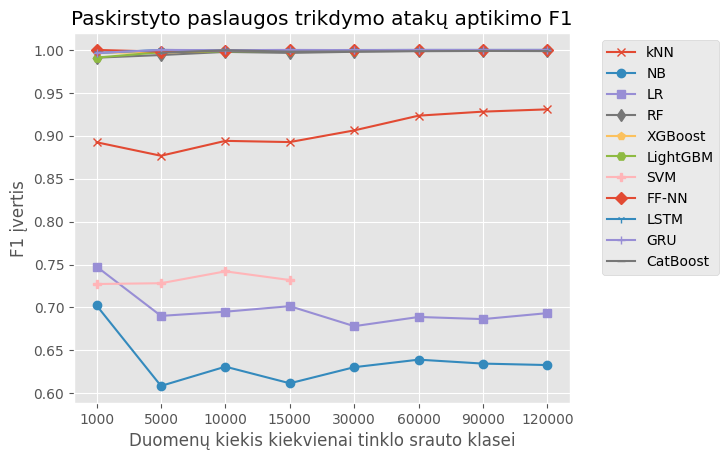 Paskirstyto paslaugos trikdymo atakų aptikimo F1
1.00
0.95
0.90
0.85
0.80
0.75
0.70
0.65
0.60
F1 įvertis
1000 5000 10000 15000 30000 60000 90000 120000
Duomenų kiekis kiekvienai tinklo srauto klasei
kNN
NB
LR
RF
XGBoost
LightGBM
SVM
FF-NN
LSTM
GRU
CatBoost